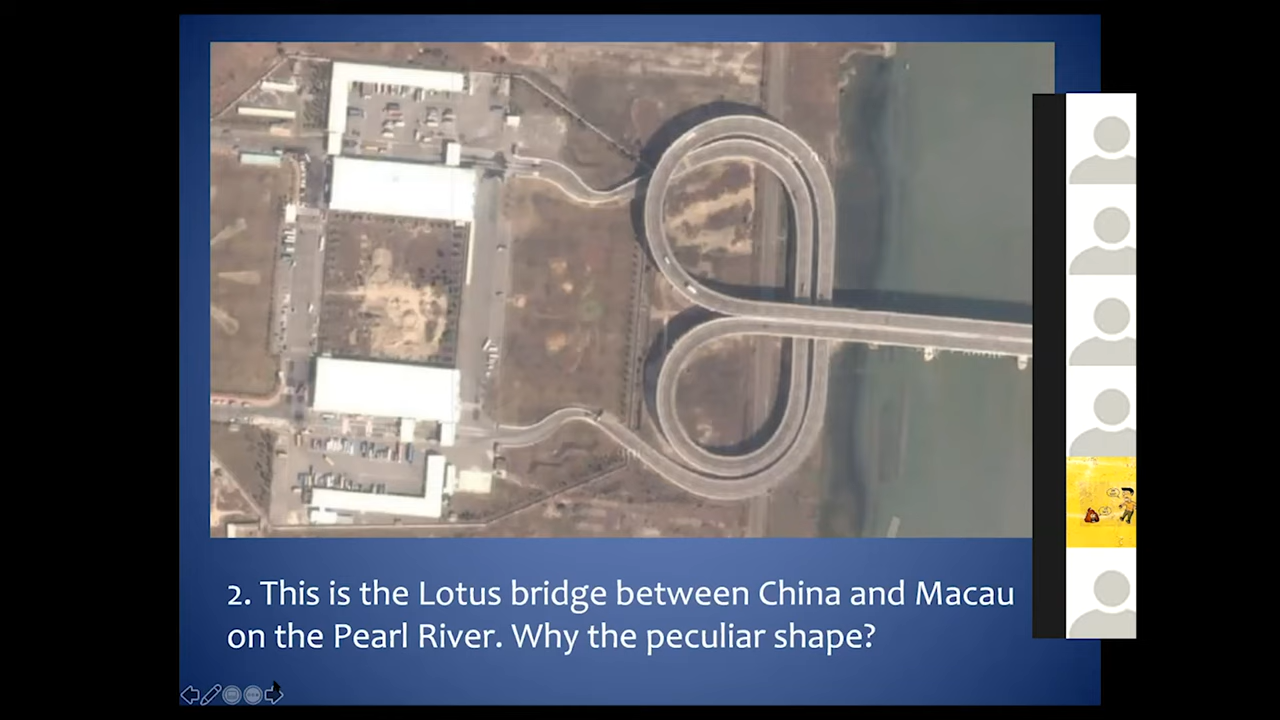 2. This is the Lotus bridge between China and Macau
on the Pearl River. Why the peculiar shape?